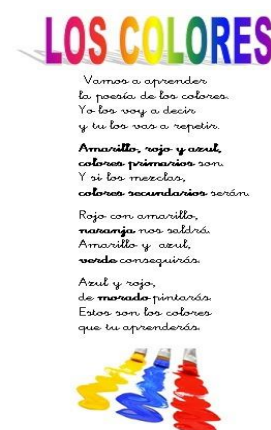 LOS COLORES
Vamos a aprender
la poesía de los colores.
Yo los voy a decir
y tu los vas a repetir.
Amarillo, rojo y azul,
colores primarios son.
Y si los mezclas,
colores secundarios serán.
Rojo con amarillo,
naranja nos saldrá.
Amarillo y azul,
verde conseguirás.
Azul y rojo,
de morado pintarás.
Estos son los colores
que tu aprenderás.